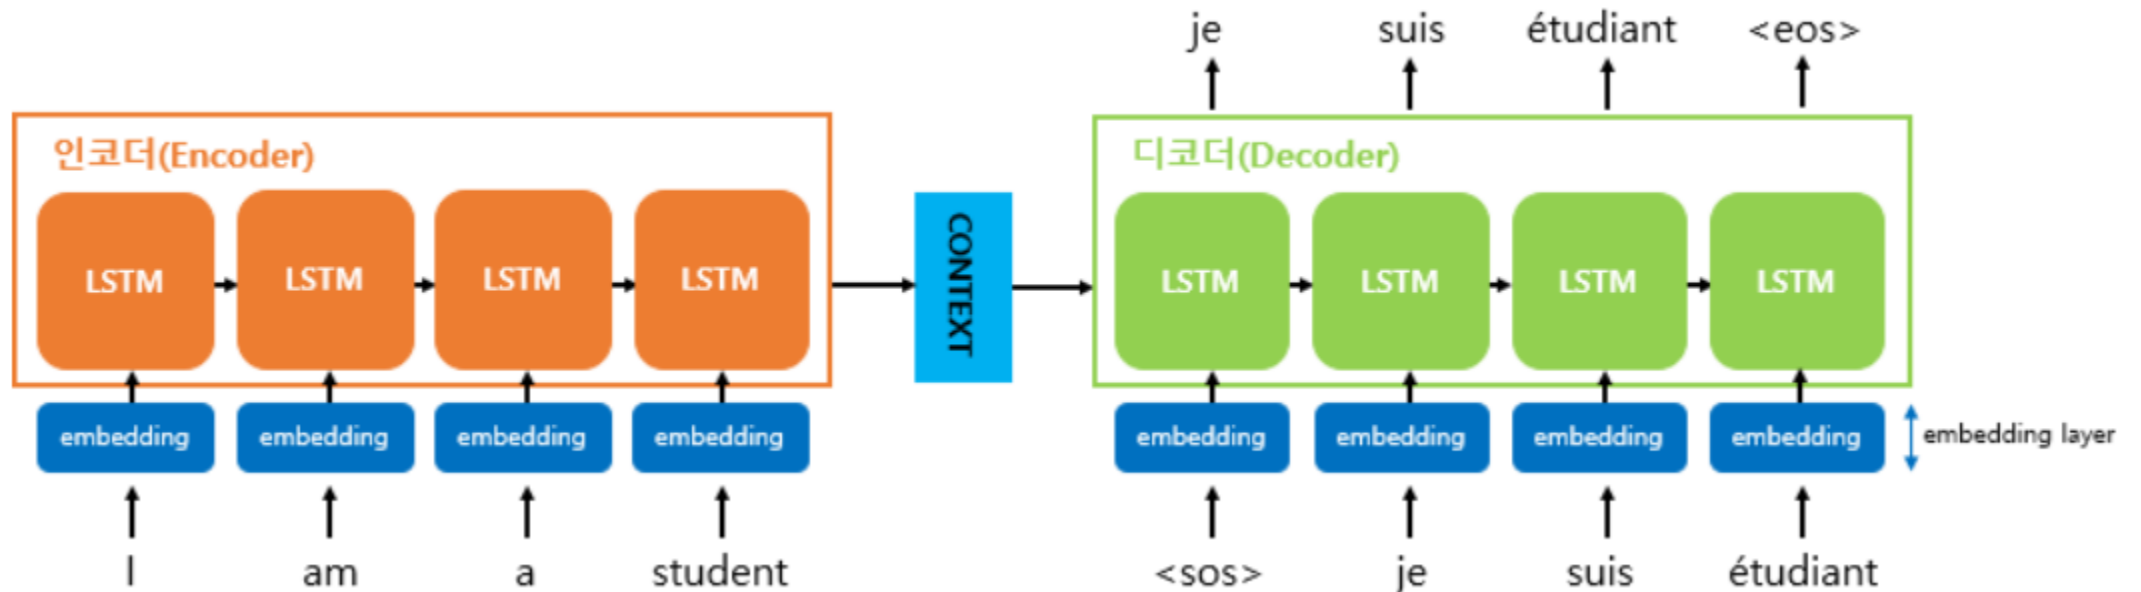 je suis étudiant <eos>
인코더(Encoder)
디코더(Decoder)
LSTM LSTM LSTM LSTM
CONTEXT
LSTM LSTM LSTM LSTM
embedding embedding embedding embedding
embedding embedding embedding embedding
embedding layer
I am a student
<sos> je suis étudiant